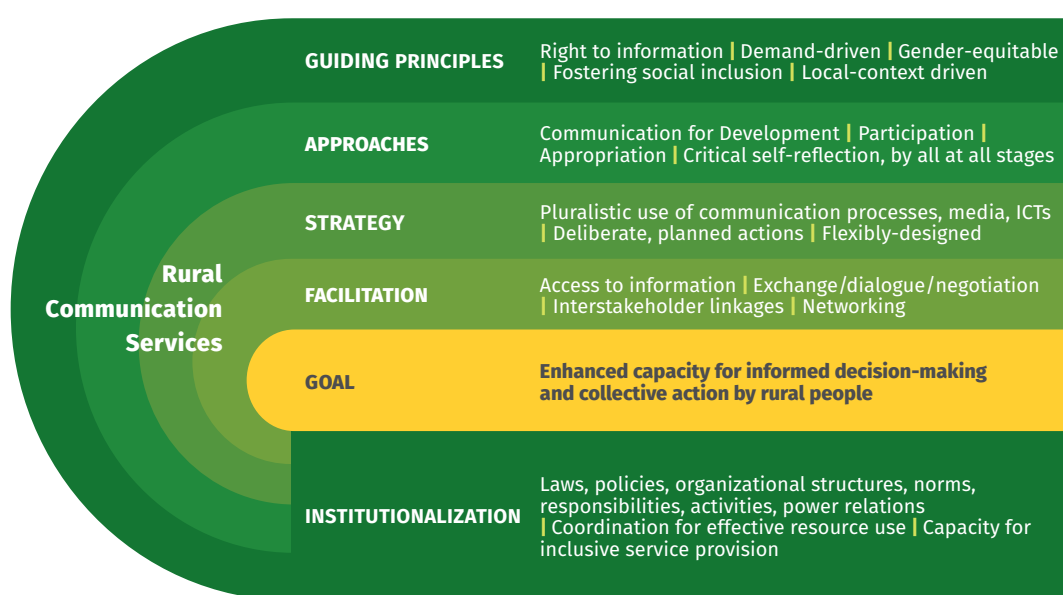 Rural
Communication
Services
GUIDING PRINCIPLES
Right to information | Demand-driven | Gender-equitable
| Fostering social inclusion | Local-context driven
APPROACHES
Communication for Development | Participation |
Appropriation | Critical self-reflection, by all at all stages
STRATEGY
Pluralistic use of communication processes, media, ICTs
| Deliberate, planned actions | Flexibly-designed
FACILITATION
Access to information | Exchange/dialogue/negotiation
| Interstakeholder linkages | Networking
GOAL
Enhanced capacity for informed decision-making
and collective action by rural people
INSTITUTIONALIZATION
Laws, policies, organizational structures, norms,
responsibilities, activities, power relations
| Coordination for effective resource use | Capacity for
inclusive service provision